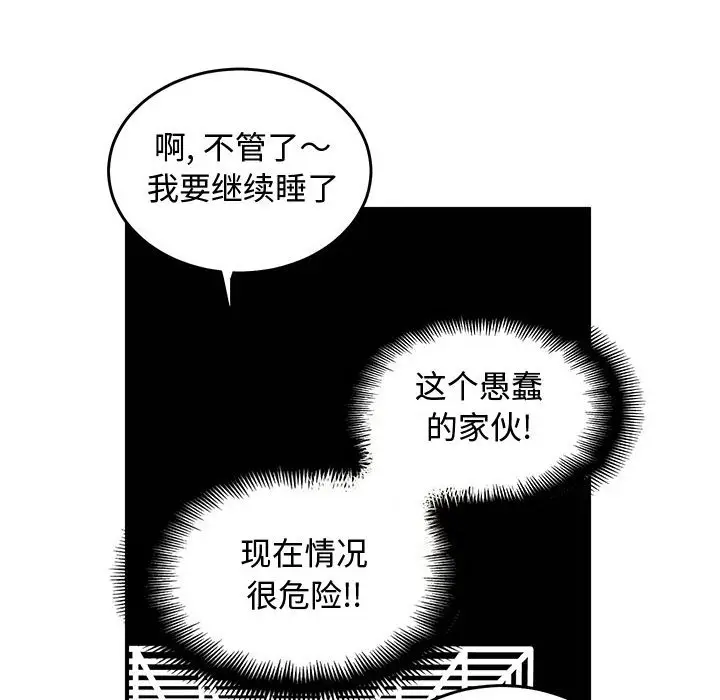 啊, 不管了～
我要继续睡了
这个愚蠢
的家伙!
现在情况
很危险!!